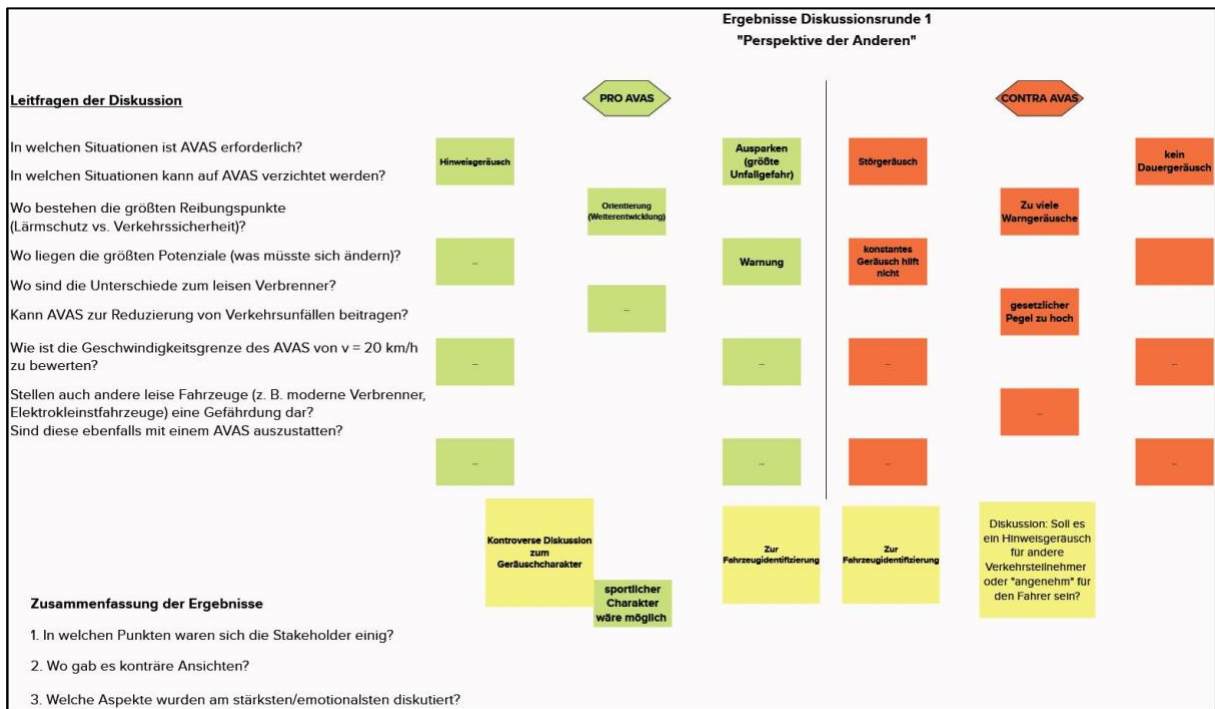 Ergebnisse Diskussionsrunde 1
"Perspektive der Anderen"
Leitfragen der Diskussion
PRO AVAS
CONTRA AVAS
In welchen Situationen ist AVAS erforderlich?
In welchen Situationen kann auf AVAS verzichtet werden?
Wo bestehen die größten Reibungspunkte
(Lärmschutz vs. Verkehrssicherheit)?
Wo liegen die größten Potenziale (was müsste sich ändern)?
Wo sind die Unterschiede zum leisen Verbrenner?
Kann AVAS zur Reduzierung von Verkehrsunfällen beitragen?
Wie ist die Geschwindigkeitsgrenze des AVAS von v = 20 km/h
zu bewerten?
Stellen auch andere leise Fahrzeuge (z. B. moderne Verbrenner,
Elektrokleinstfahrzeuge) eine Gefährdung dar?
Sind diese ebenfalls mit einem AVAS auszustatten?
Hinweisgeräusch
Ausparken
(größte
Unfallgefahr)
Orientierung
(Weiterentwicklung)
...
Warnung
...
...
...
...
...
Störgeräusch
kein
Dauergeräusch
Zu viele
Warngeräusche
konstantes
Geräusch hilft
nicht
gesetzlicher
Pegel zu hoch
...
...
...
...
...
Kontroverse Diskussion
zum
Geräuschcharakter
sportlicher
Charakter
wäre möglich
Zur
Fahrzeugidentifizierung
Zur
Fahrzeugidentifizierung
Diskussion: Soll es
ein Hinweisgeräusch
für andere
Verkehrsteilnehmer
oder "angenehm" für
den Fahrer sein?
Zusammenfassung der Ergebnisse
1. In welchen Punkten waren sich die Stakeholder einig?
2. Wo gab es konträre Ansichten?
3. Welche Aspekte wurden am stärksten/emotionalsten diskutiert?